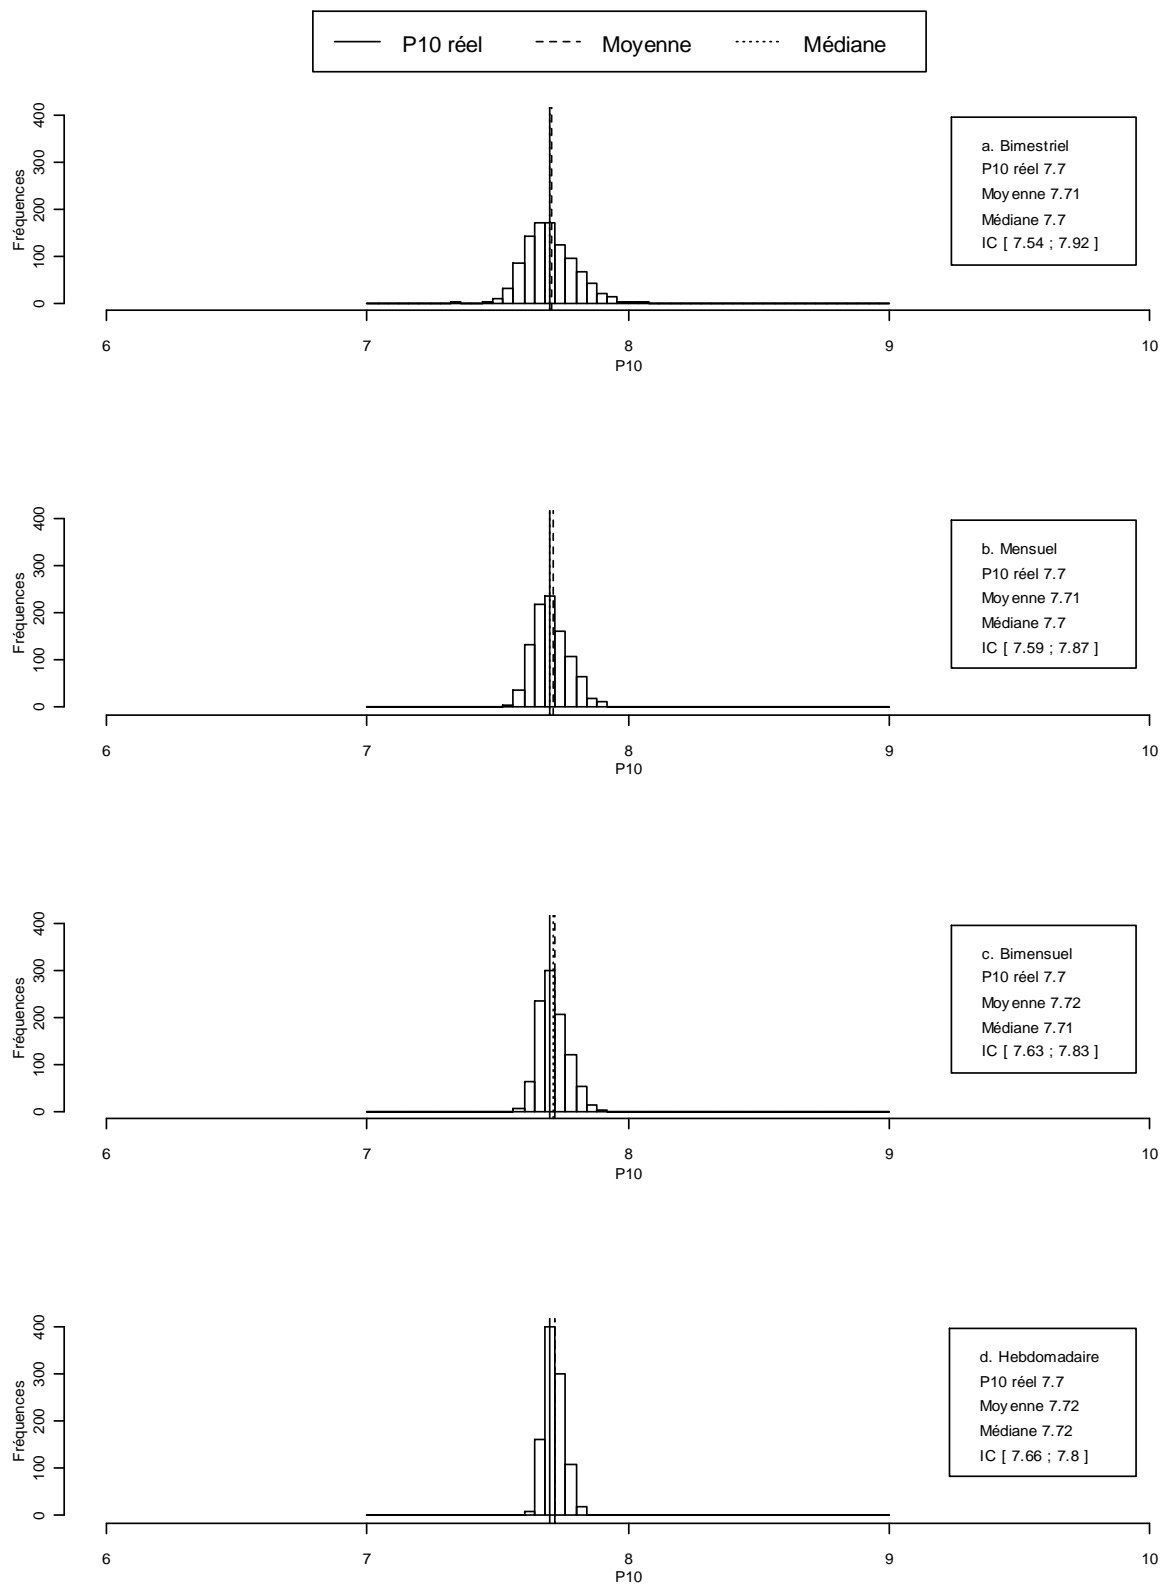 P10 réel Moyenne Médiane
Fréquences
0 100 200 300 400
a. Bimestriel
P10 réel 7.7
Moyenne 7.71
Médiane 7.7
IC [ 7.54 ; 7.92 ]
6 7 8 9 10
P10
Fréquences
0 100 200 300 400
b. Mensuel
P10 réel 7.7
Moyenne 7.71
Médiane 7.7
IC [ 7.59 ; 7.87 ]
6 7 8 9 10
P10
Fréquences
0 100 200 300 400
c. Bimensuel
P10 réel 7.7
Moyenne 7.72
Médiane 7.71
IC [ 7.63 ; 7.83 ]
6 7 8 9 10
P10
Fréquences
0 100 200 300 400
d. Hebdomadaire
P10 réel 7.7
Moyenne 7.72
Médiane 7.72
IC [ 7.66 ; 7.8 ]
6 7 8 9 10
P10